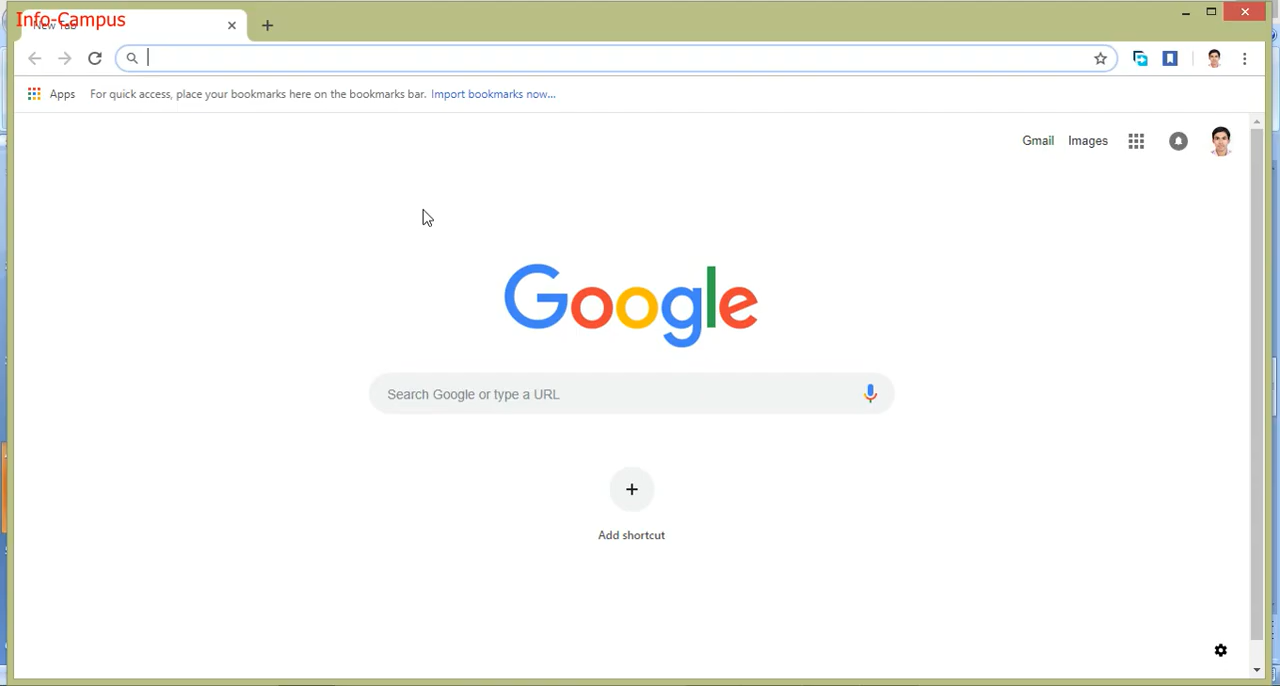 Info-Campus
New Tab
Apps For quick access, place your bookmarks here on the bookmarks bar. Import bookmarks now...
Gmail Images
Google
Search Google or type a URL
Add shortcut